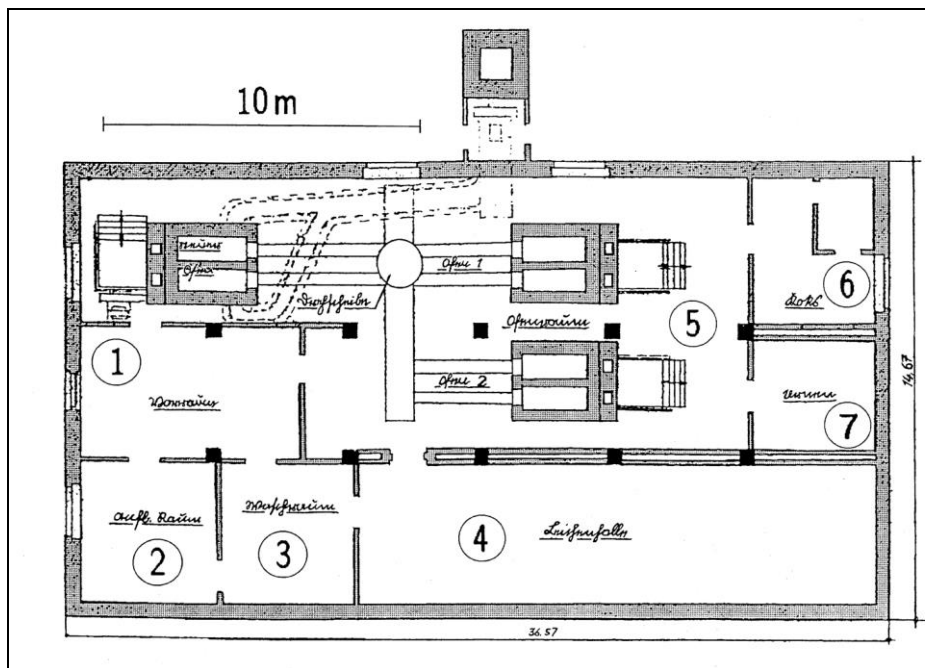 10 m
neuer
Ofen
Ofen 1
Drehscheibe
6
Koks
Ofenraum
5
1
14.67
Ofen 2
Urnen
Vorraum
7
Aufb. Raum
Waschraum
Leichenhalle
2
3
4
36.57